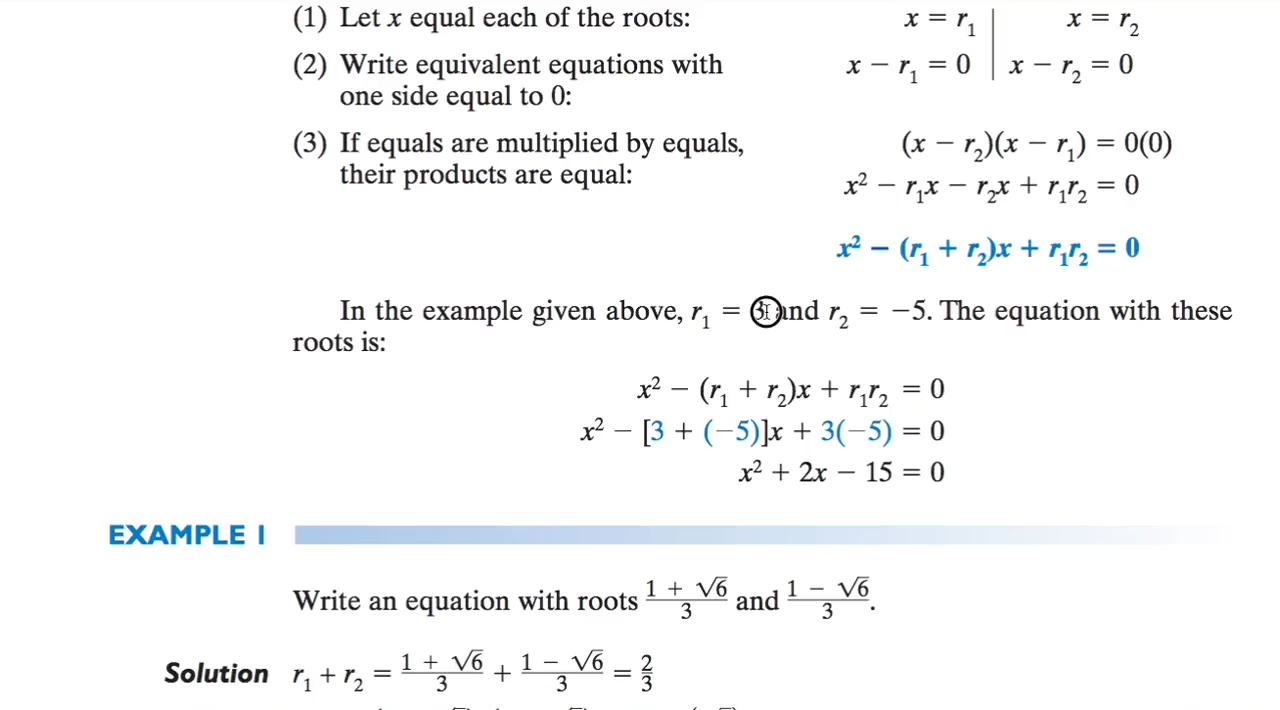 (1) Let x equal each of the roots: x = r₁ | x = r₂
(2) Write equivalent equations with x − r₁ = 0 | x − r₂ = 0
one side equal to 0:
(3) If equals are multiplied by equals, (x − r₂)(x − r₁) = 0(0)
their products are equal: x² − r₁x − r₂x + r₁r₂ = 0
x² − (r₁ + r₂)x + r₁r₂ = 0
In the example given above, r₁ = 3 and r₂ = −5. The equation with these
roots is:
x² − (r₁ + r₂)x + r₁r₂ = 0
x² − [3 + (−5)]x + 3(−5) = 0
x² + 2x − 15 = 0
EXAMPLE 1
Write an equation with roots (1 + √6)/3 and (1 − √6)/3.
Solution r₁ + r₂ = (1 + √6)/3 + (1 − √6)/3 = 2/3